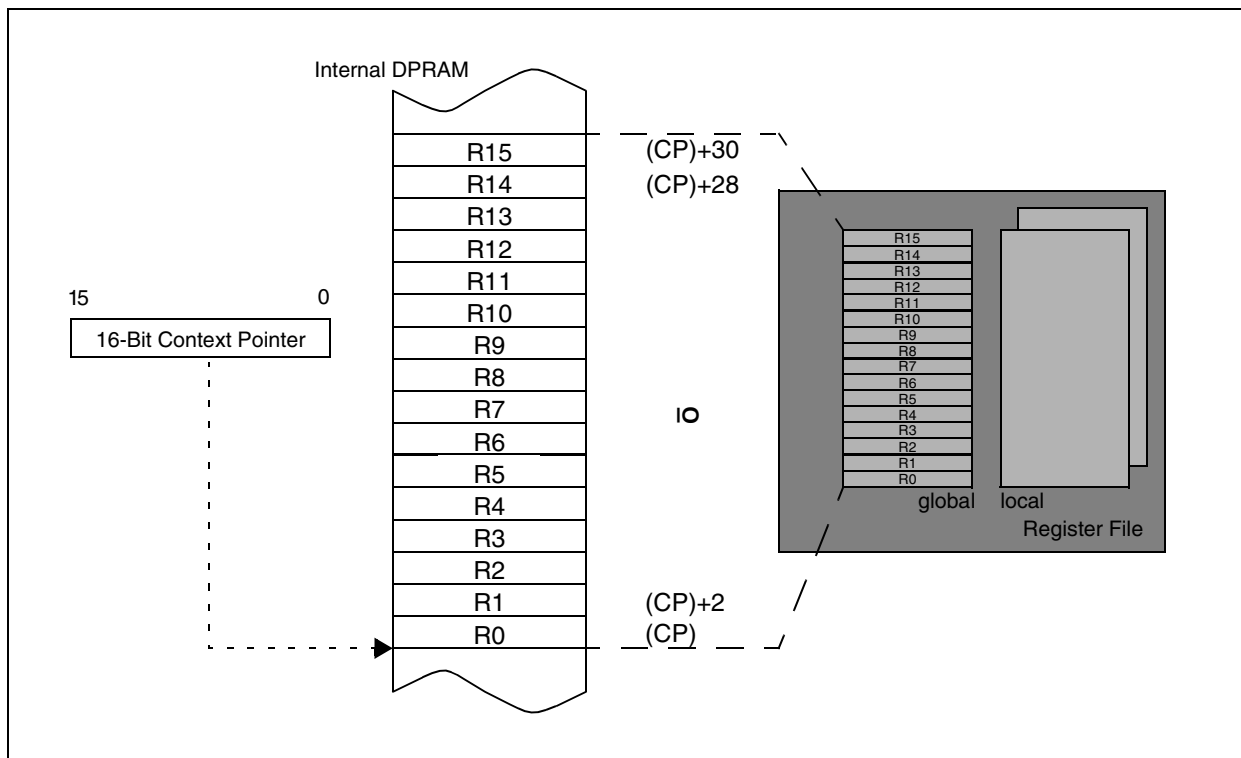 Internal DPRAM
R15
R14
R13
R12
R11
R10
R9
R8
R7
R6
R5
R4
R3
R2
R1
R0
15 0
16-Bit Context Pointer
(CP)+30
(CP)+28
(CP)+2
(CP)
R15
R14
R13
R12
R11
R10
R9
R8
R7
R6
R5
R4
R3
R2
R1
R0
global local
Register File